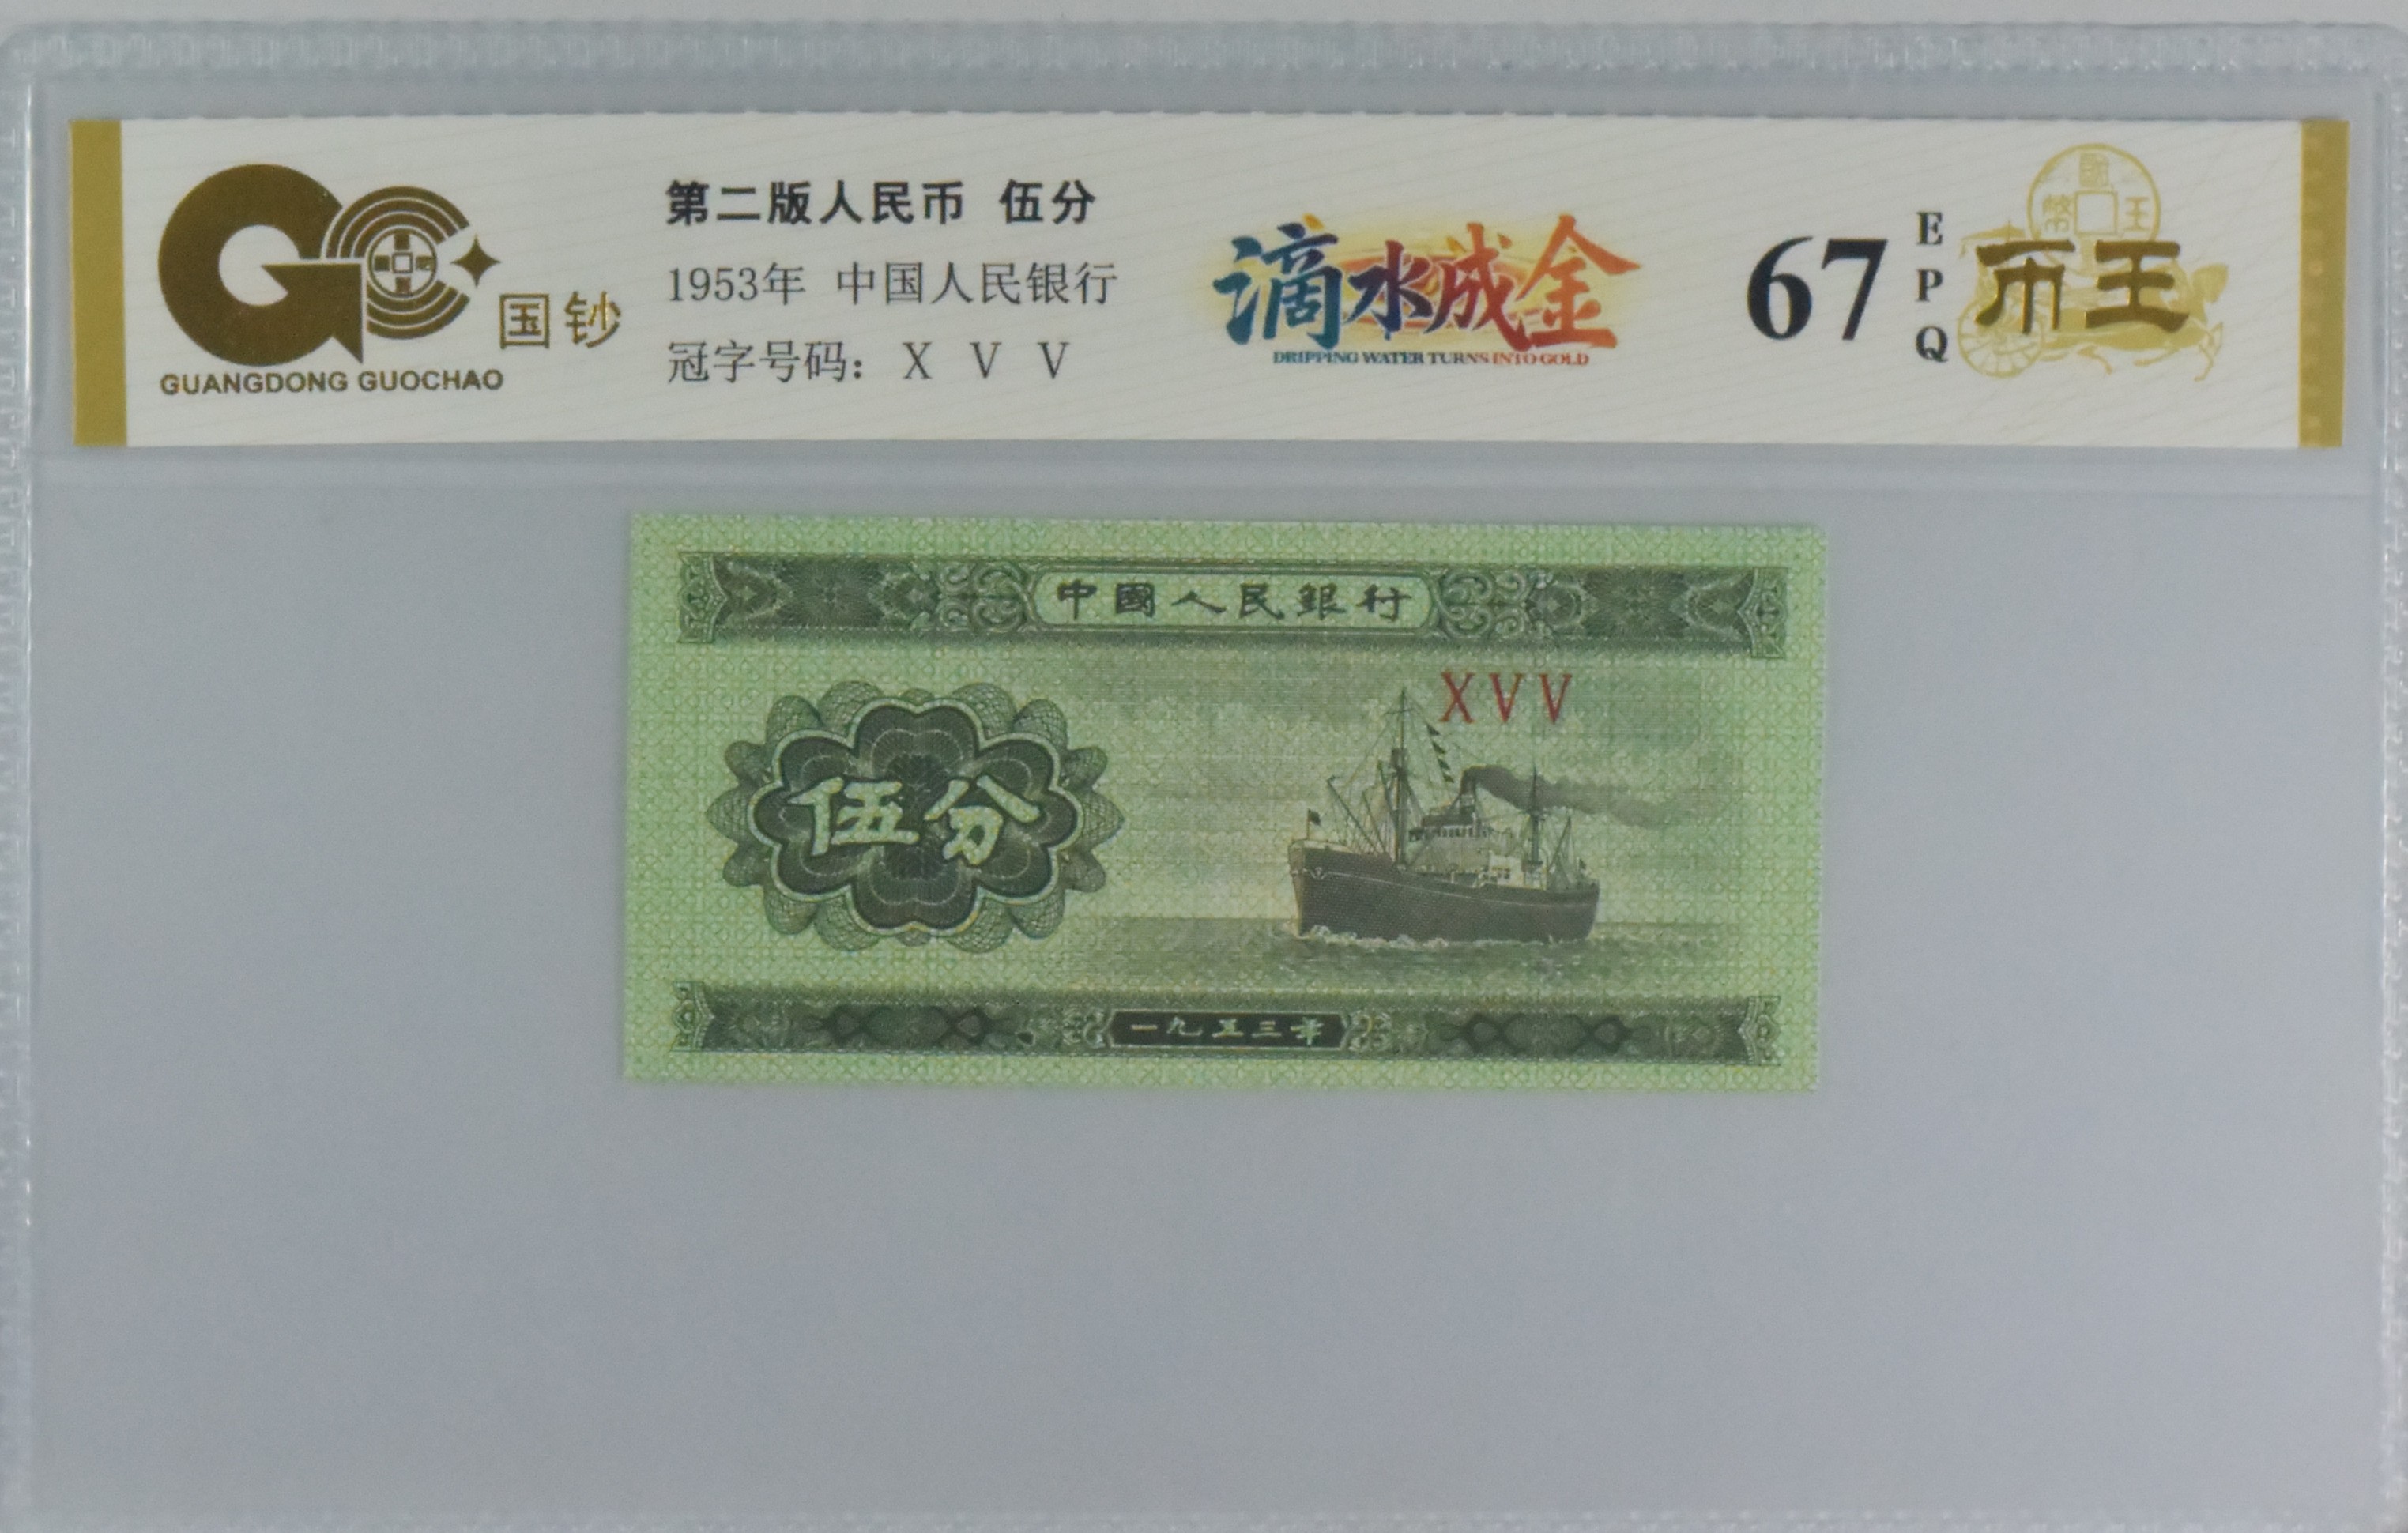 国钞
GUANGDONG GUOCHAO
第二版人民币 伍分
1953年 中国人民银行
冠字号码: X V V
滴水成金
DRIPPING WATER TURNS INTO GOLD
67
EPQ
币王
中國人民銀行
XVV
伍分
一九五三年